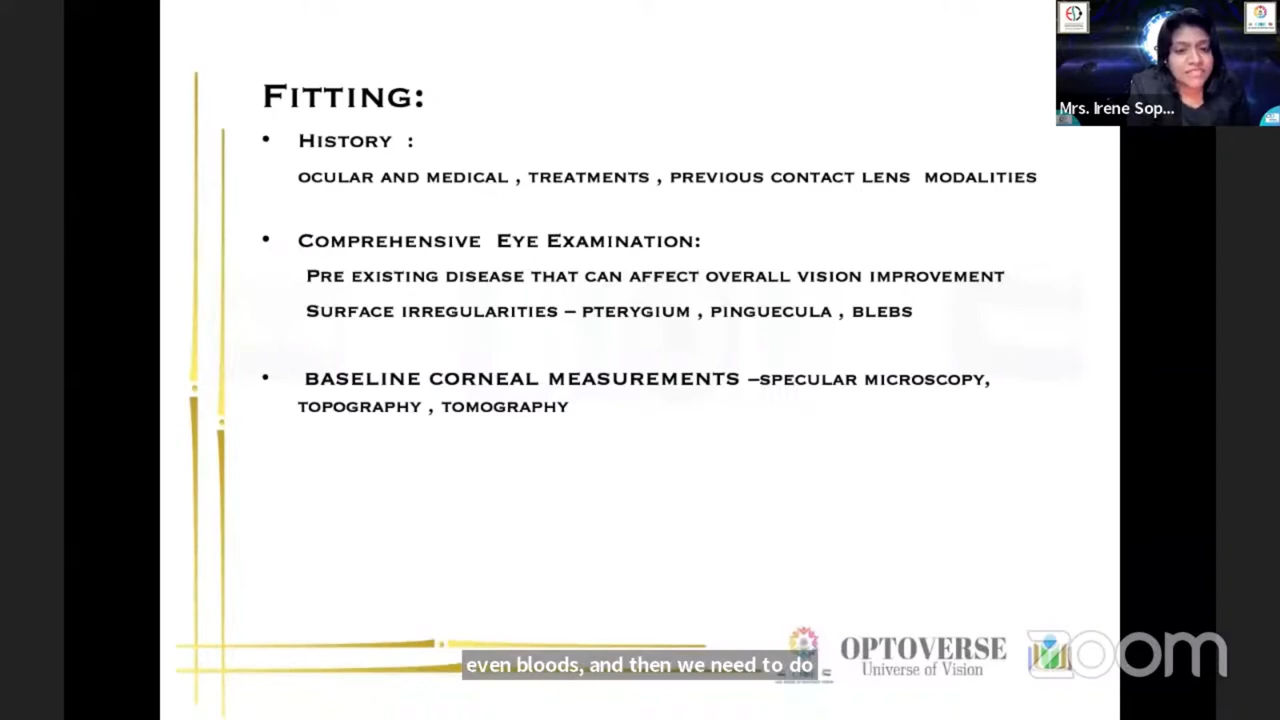 FITTING:
• HISTORY :
OCULAR AND MEDICAL , TREATMENTS , PREVIOUS CONTACT LENS MODALITIES
• COMPREHENSIVE EYE EXAMINATION:
PRE EXISTING DISEASE THAT CAN AFFECT OVERALL VISION IMPROVEMENT
SURFACE IRREGULARITIES – PTERYGIUM , PINGUECULA , BLEBS
• BASELINE CORNEAL MEASUREMENTS –SPECULAR MICROSCOPY,
TOPOGRAPHY , TOMOGRAPHY
Mrs. Irene Sop...
OPTOVERSE
Universe of Vision
zoom
even bloods, and then we need to do